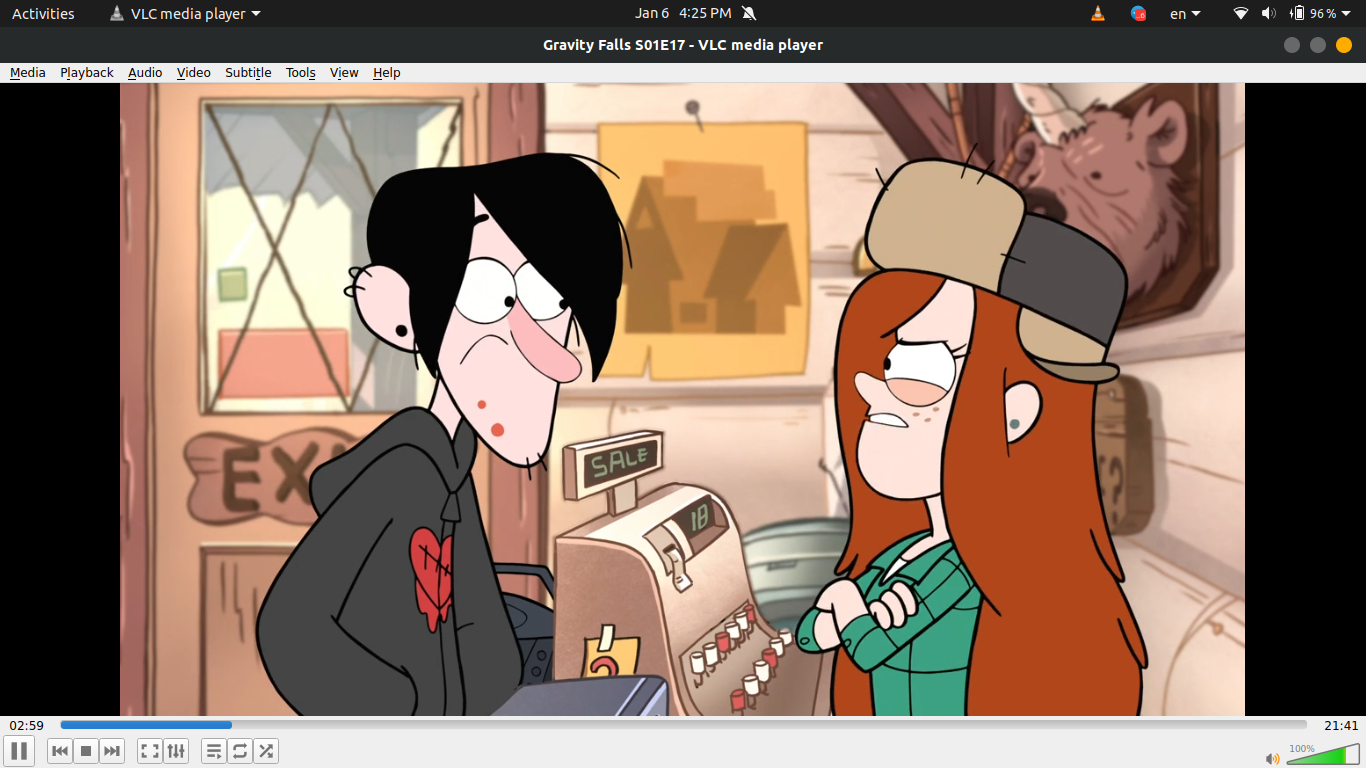 Activities VLC media player Jan 6 4:25 PM en 96 %
Gravity Falls S01E17 - VLC media player
Media Playback Audio Video Subtitle Tools View Help
EX
SALE
18
?
02:59 21:41
100%